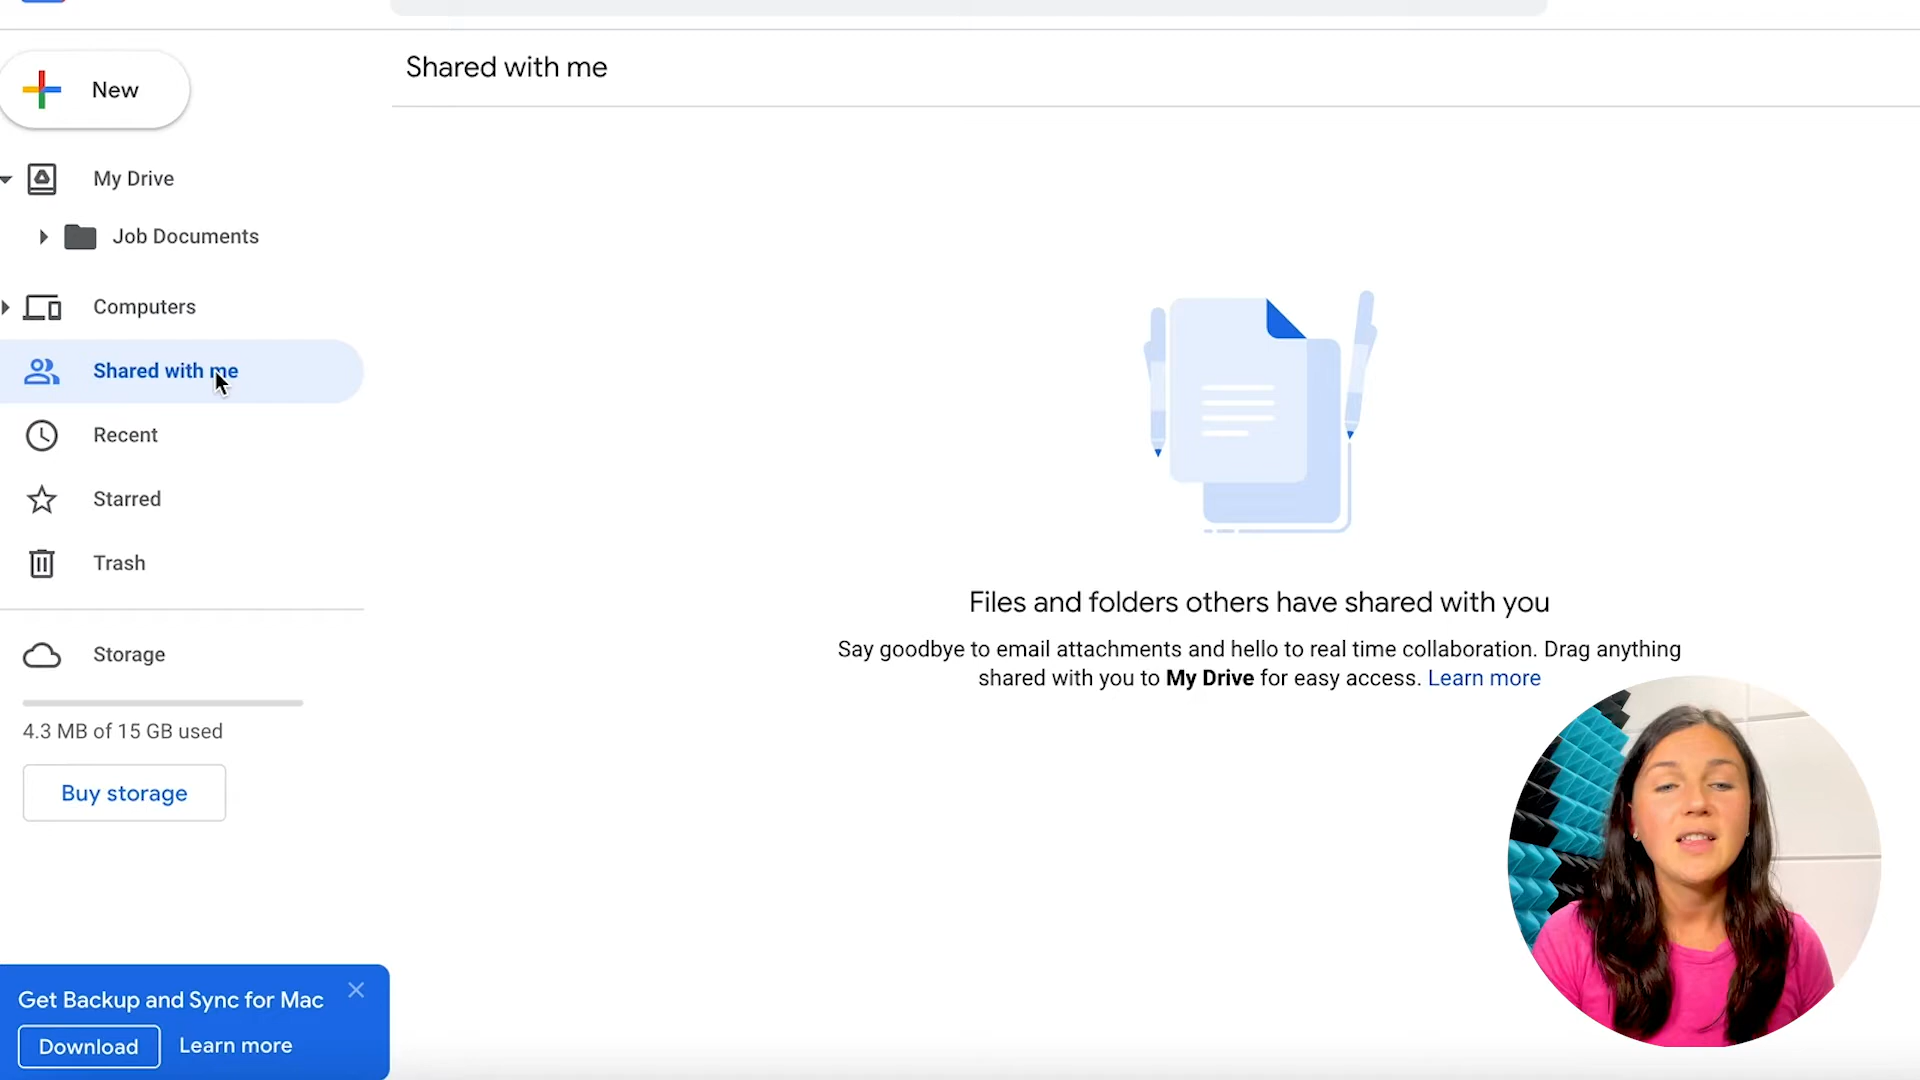 New
My Drive
Job Documents
Computers
Shared with me
Recent
Starred
Trash
Storage
4.3 MB of 15 GB used
Buy storage
Get Backup and Sync for Mac
Download
Learn more
Shared with me
Files and folders others have shared with you
Say goodbye to email attachments and hello to real time collaboration. Drag anything
shared with you to My Drive for easy access. Learn more